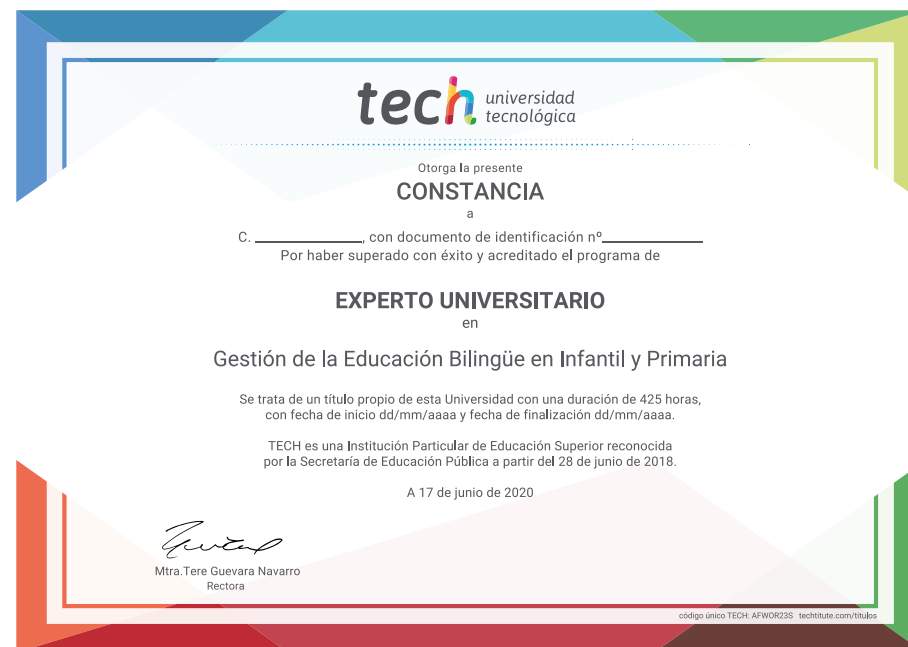 tech universidad
tecnológica
Otorga la presente
CONSTANCIA
a
C. ____________, con documento de identificación nº____________
Por haber superado con éxito y acreditado el programa de
EXPERTO UNIVERSITARIO
en
Gestión de la Educación Bilingüe en Infantil y Primaria
Se trata de un título propio de esta Universidad con una duración de 425 horas,
con fecha de inicio dd/mm/aaaa y fecha de finalización dd/mm/aaaa.
TECH es una Institución Particular de Educación Superior reconocida
por la Secretaría de Educación Pública a partir del 28 de junio de 2018.
A 17 de junio de 2020
Mtra.Tere Guevara Navarro
Rectora
código único TECH: AFWOR23S techtitute.com/titulos